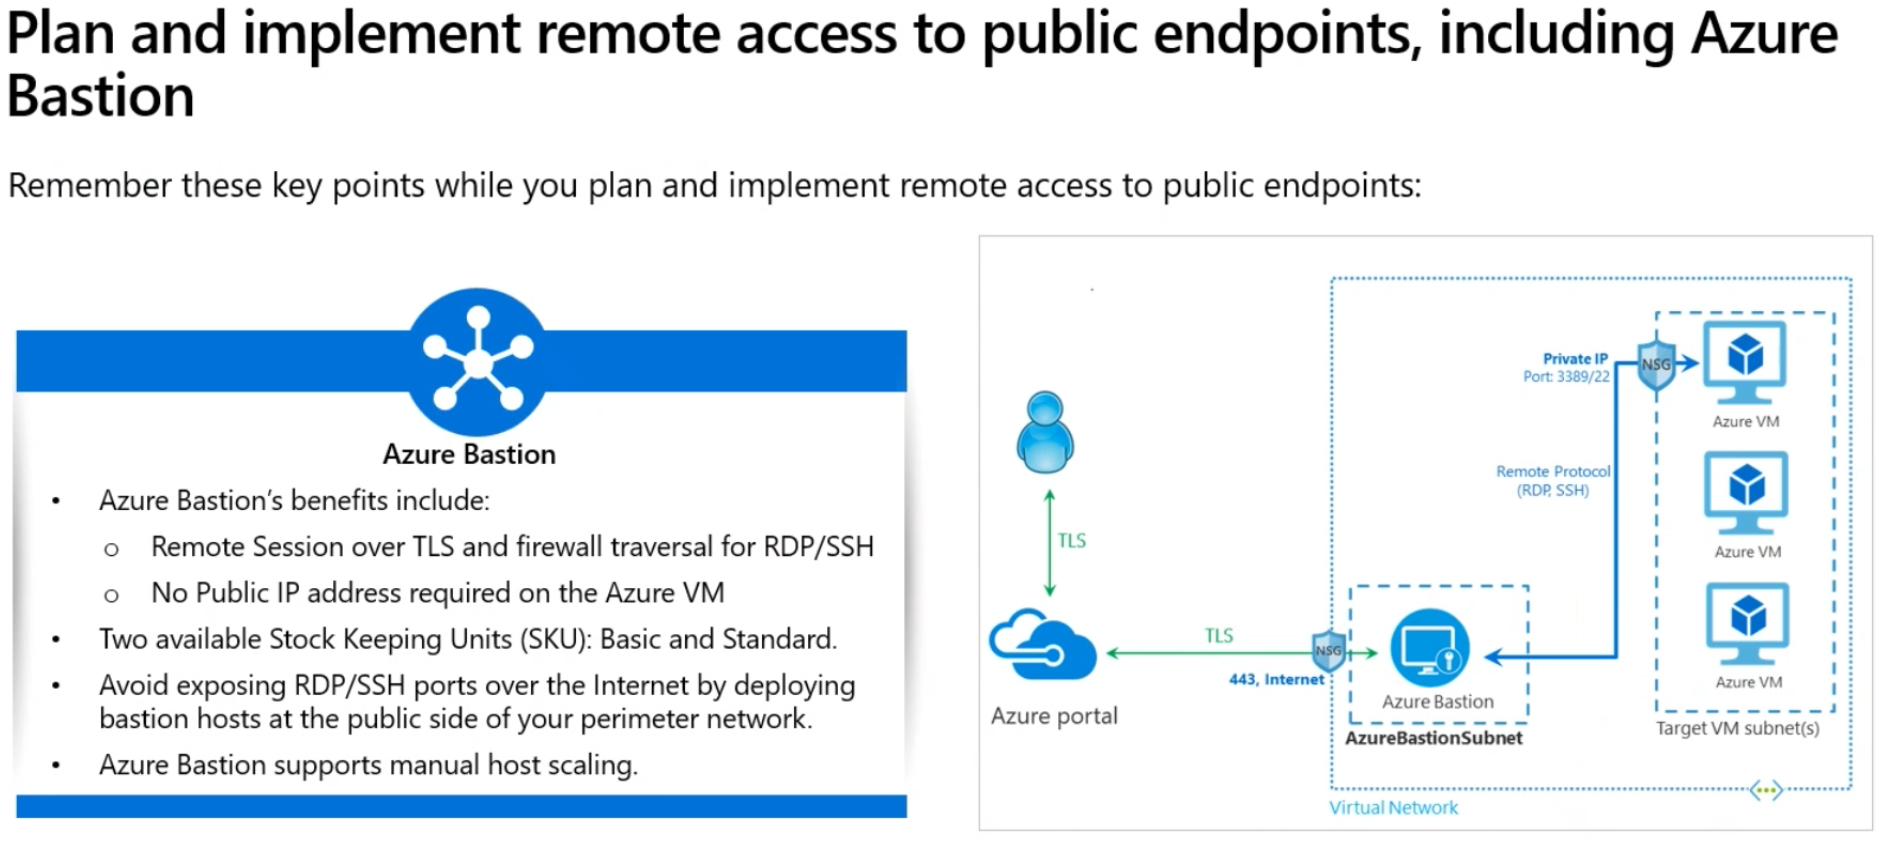 Plan and implement remote access to public endpoints, including Azure
Bastion
Remember these key points while you plan and implement remote access to public endpoints:
Azure Bastion
• Azure Bastion’s benefits include:
o Remote Session over TLS and firewall traversal for RDP/SSH
o No Public IP address required on the Azure VM
• Two available Stock Keeping Units (SKU): Basic and Standard.
• Avoid exposing RDP/SSH ports over the Internet by deploying
bastion hosts at the public side of your perimeter network.
• Azure Bastion supports manual host scaling.
TLS
Azure portal
TLS
443, Internet
NSG
Azure Bastion
AzureBastionSubnet
Private IP
Port: 3389/22
NSG
Remote Protocol
(RDP, SSH)
Azure VM
Azure VM
Azure VM
Target VM subnet(s)
Virtual Network